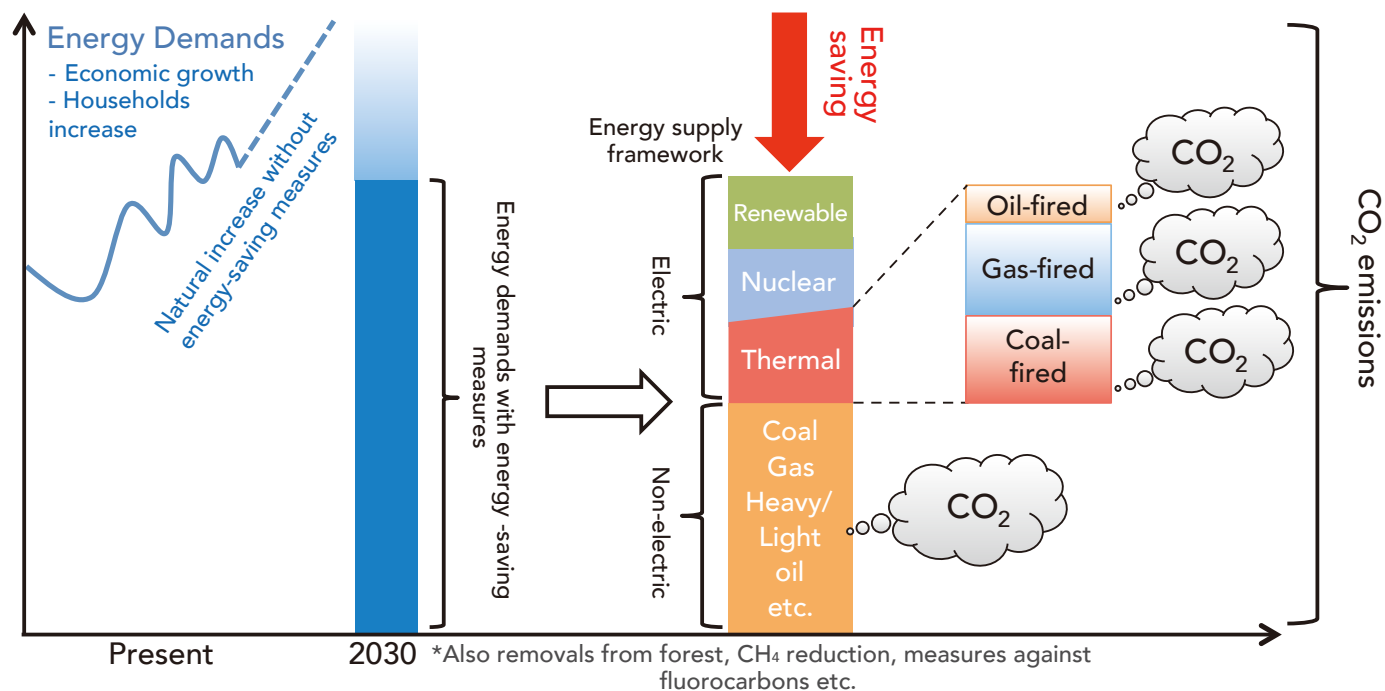 Energy Demands
- Economic growth
- Households
increase
Natural increase without
energy-saving measures
Energy demands with energy -saving
measures
Energy supply
framework
Energy
saving
Electric
Non-electric
Renewable
Nuclear
Thermal
Coal
Gas
Heavy/
Light
oil
etc.
Oil-fired
Gas-fired
Coal-
fired
CO₂
CO₂
CO₂
CO₂
CO₂ emissions
Present
2030
*Also removals from forest, CH₄ reduction, measures against
fluorocarbons etc.